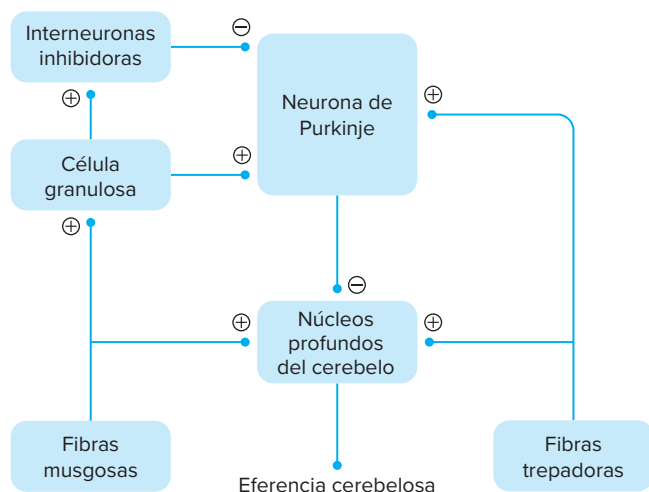 Interneuronas
inhibidoras
−
Neurona de
Purkinje
+
+
Célula
granulosa
+
+
−
+
Núcleos
profundos
del cerebelo
+
Fibras
musgosas
Fibras
trepadoras
Eferencia cerebelosa